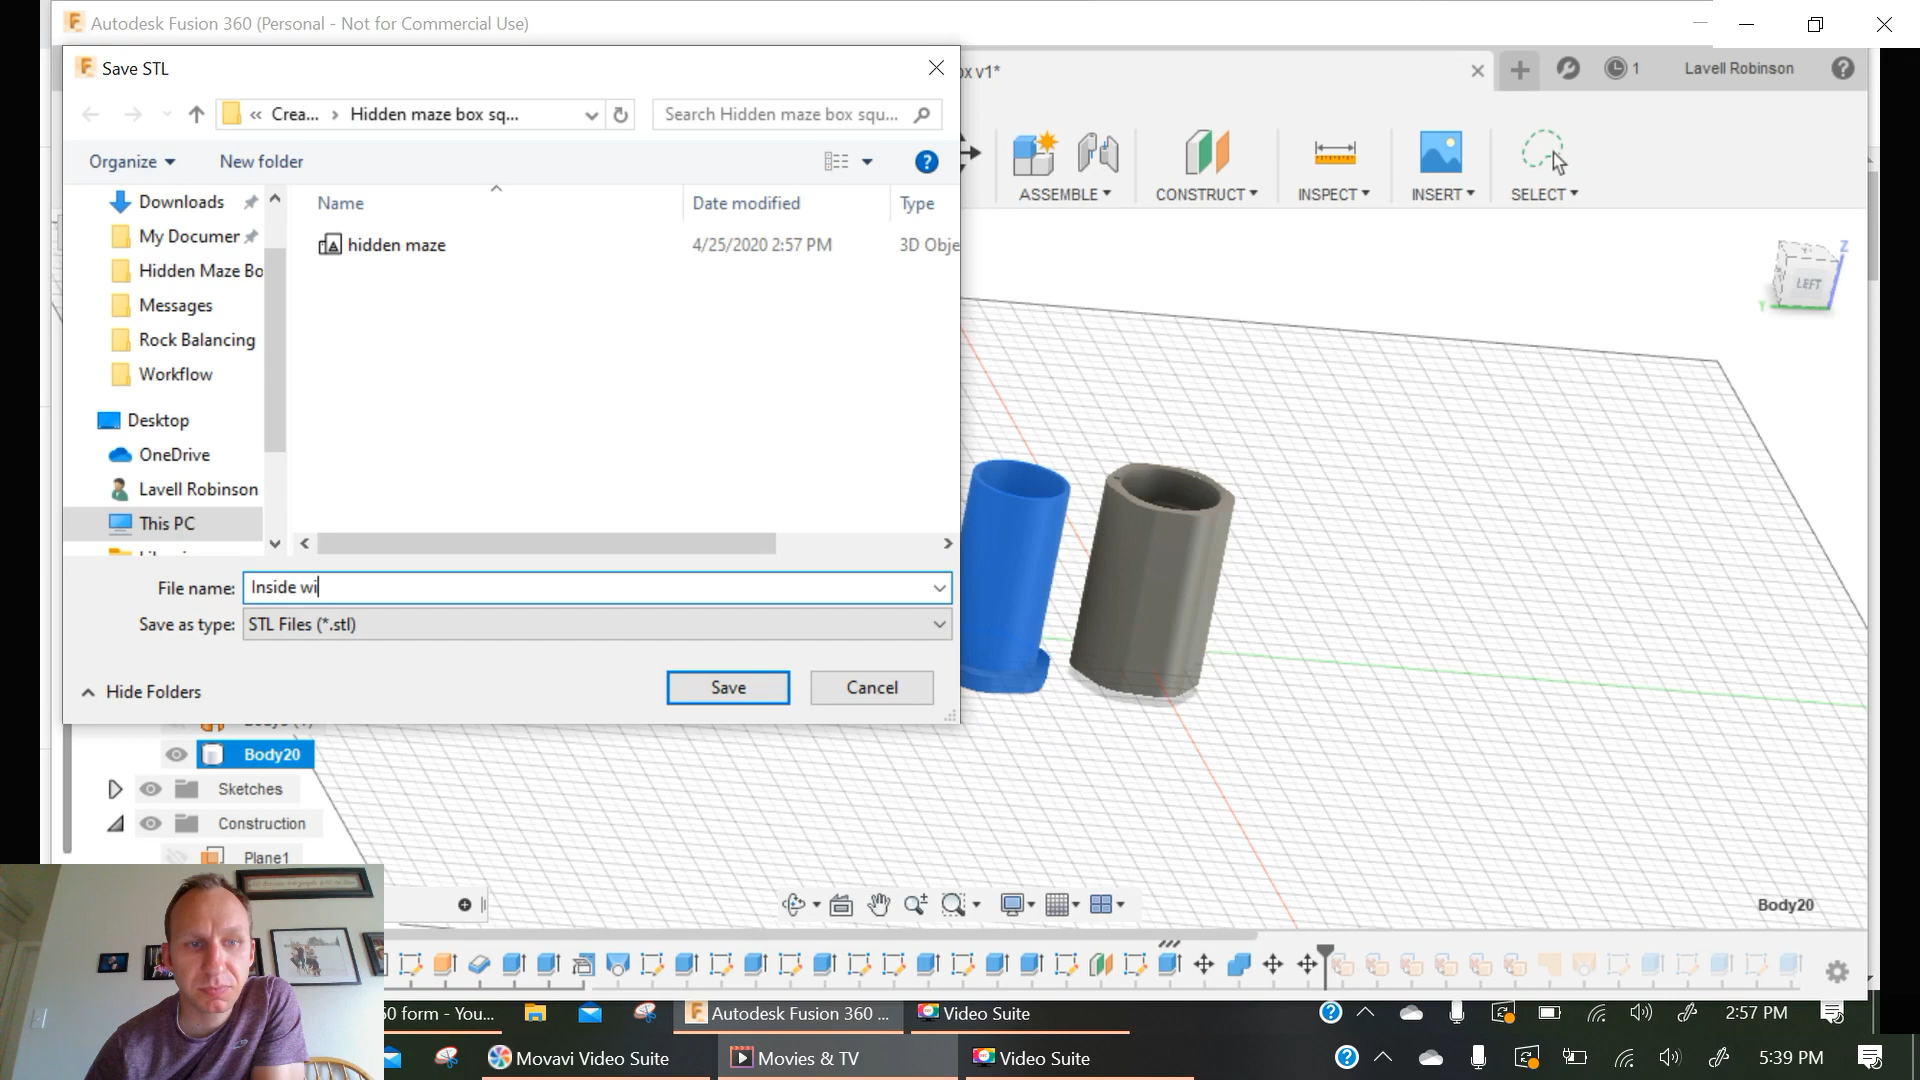 Autodesk Fusion 360 (Personal - Not for Commercial Use)
Save STL
ox v1*
1
Lavell Robinson
« Crea... › Hidden maze box sq...
Search Hidden maze box squ...
Organize
New folder
ASSEMBLE
CONSTRUCT
INSPECT
INSERT
SELECT
Name
Date modified
Type
hidden maze
4/25/2020 2:57 PM
3D Obje
Downloads
My Documer
Hidden Maze Bo
Messages
Rock Balancing
Workflow
Desktop
OneDrive
Lavell Robinson
This PC
Z
LEFT
Y
File name:
Inside wi
Save as type:
STL Files (*.stl)
Hide Folders
Save
Cancel
Body20
Sketches
Construction
Plane1
Body20
60 form - You...
Autodesk Fusion 360 ...
Video Suite
2:57 PM
Movavi Video Suite
Movies & TV
Video Suite
5:39 PM